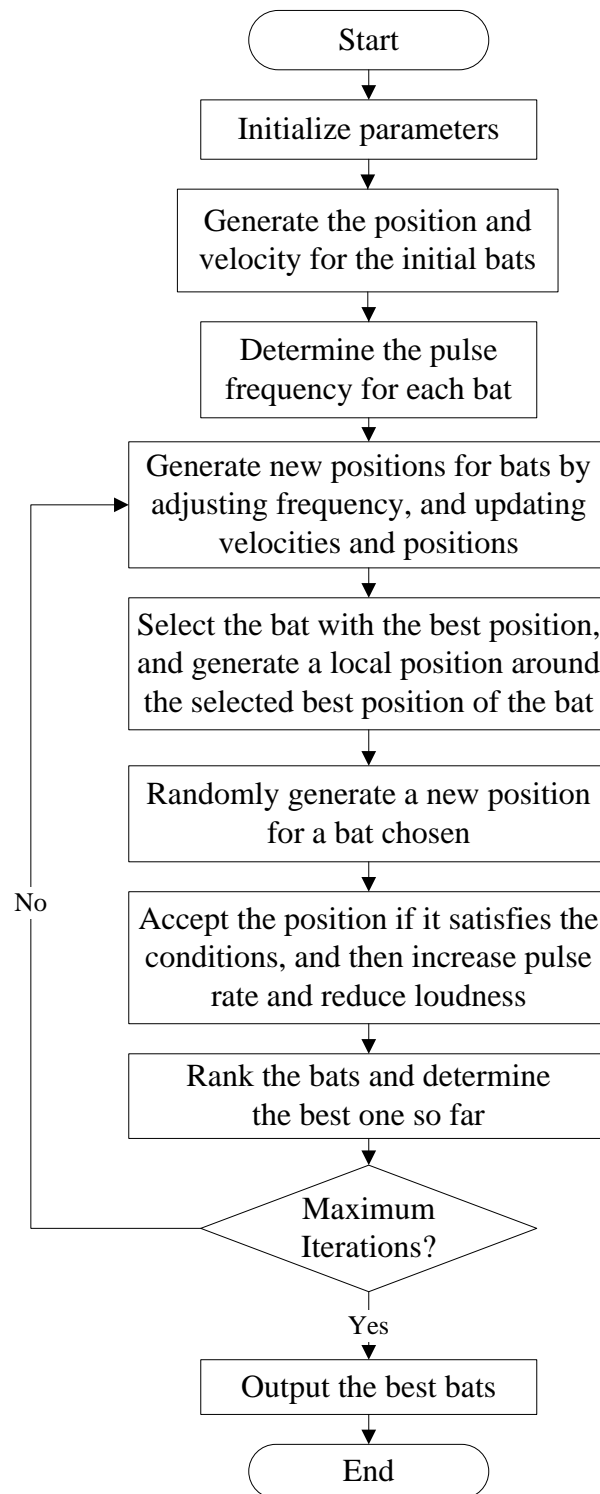 Start
Initialize parameters
Generate the position and
velocity for the initial bats
Determine the pulse
frequency for each bat
Generate new positions for bats by
adjusting frequency, and updating
velocities and positions
Select the bat with the best position,
and generate a local position around
the selected best position of the bat
Randomly generate a new position
for a bat chosen
No
Accept the position if it satisfies the
conditions, and then increase pulse
rate and reduce loudness
Rank the bats and determine
the best one so far
Maximum
Iterations?
Yes
Output the best bats
End